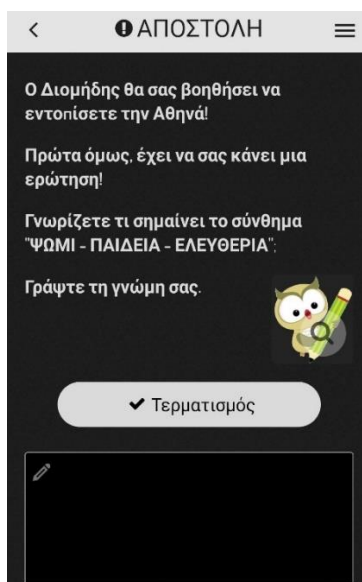 ΑΠΟΣΤΟΛΗ
Ο Διομήδης θα σας βοηθήσει να
εντοπίσετε την Αθηνά!
Πρώτα όμως, έχει να σας κάνει μια
ερώτηση!
Γνωρίζετε τι σημαίνει το σύνθημα
"ΨΩΜΙ - ΠΑΙΔΕΙΑ - ΕΛΕΥΘΕΡΙΑ";
Γράψτε τη γνώμη σας.
Τερματισμός